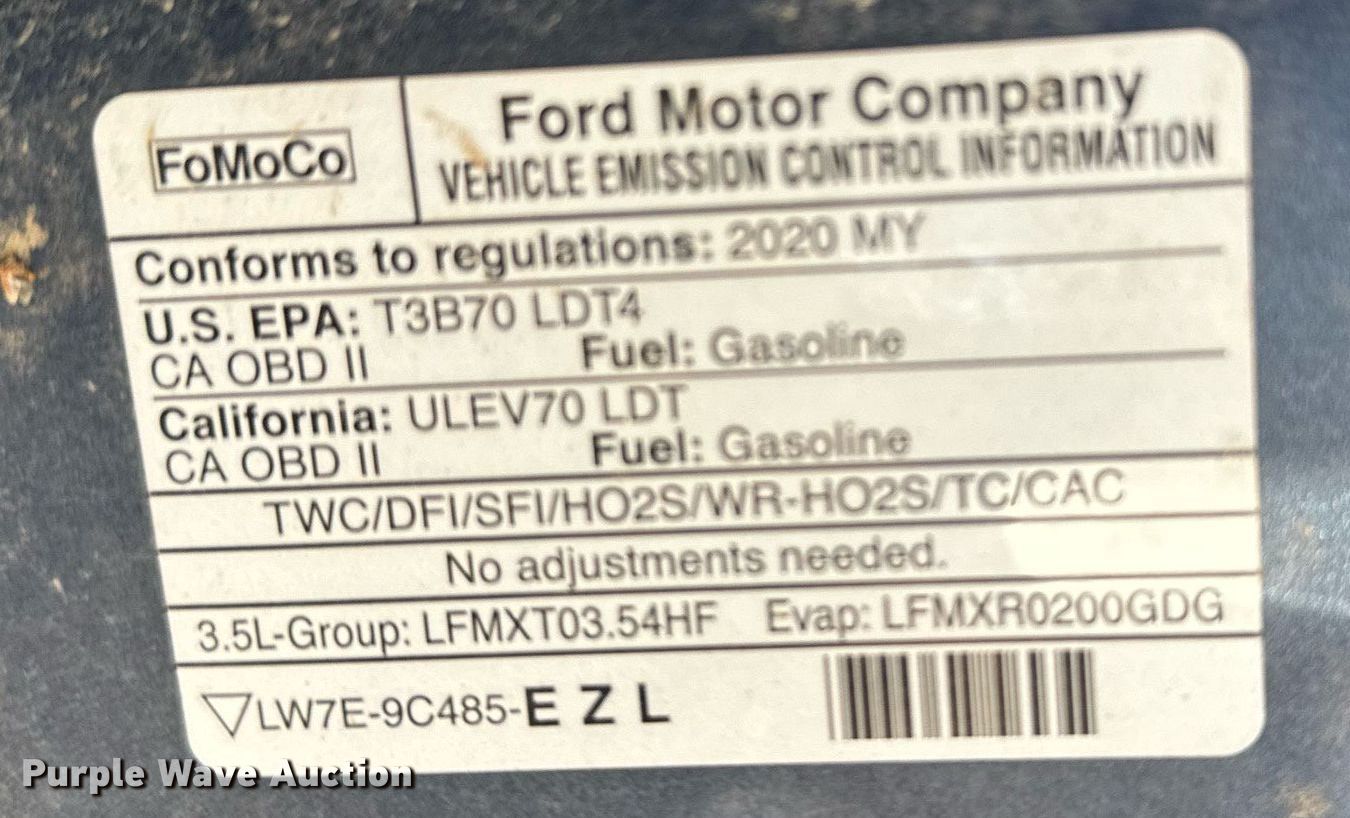 FoMoCo
Ford Motor Company
VEHICLE EMISSION CONTROL INFORMATION
Conforms to regulations: 2020 MY
U.S. EPA: T3B70 LDT4
CA OBD II Fuel: Gasoline
California: ULEV70 LDT
CA OBD II Fuel: Gasoline
TWC/DFI/SFI/HO2S/WR-HO2S/TC/CAC
No adjustments needed.
3.5L-Group: LFMXT03.54HF Evap: LFMXR0200GDG
LW7E-9C485-E Z L
Purple Wave Auction